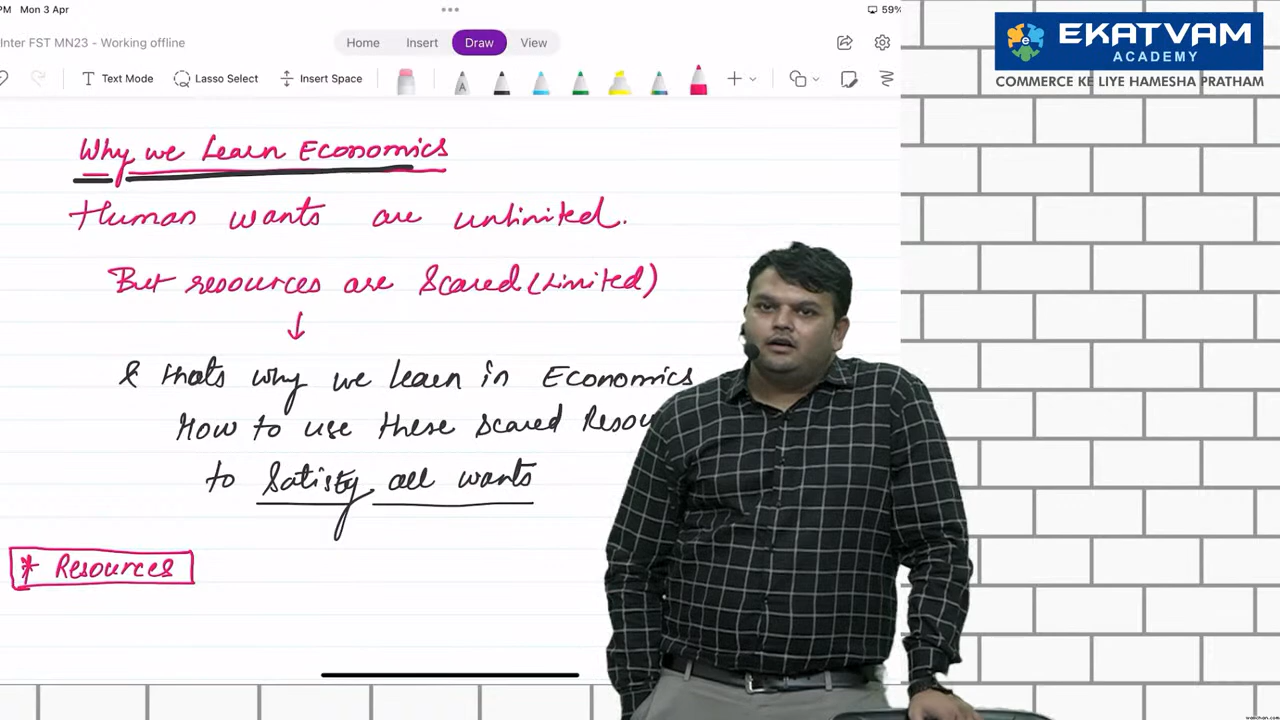 PM Mon 3 Apr
59%
Inter FST MN23 - Working offline
Home Insert Draw View
Text Mode Lasso Select Insert Space
EKATVAM
ACADEMY
COMMERCE KE LIYE HAMESHA PRATHAM
Why we Learn Economics
Human wants are unlimited.
But resources are Scared (Limited)
↓
& thats why we learn in Economics
How to use these Scared Resou
to Satisfy all wants
* Resources